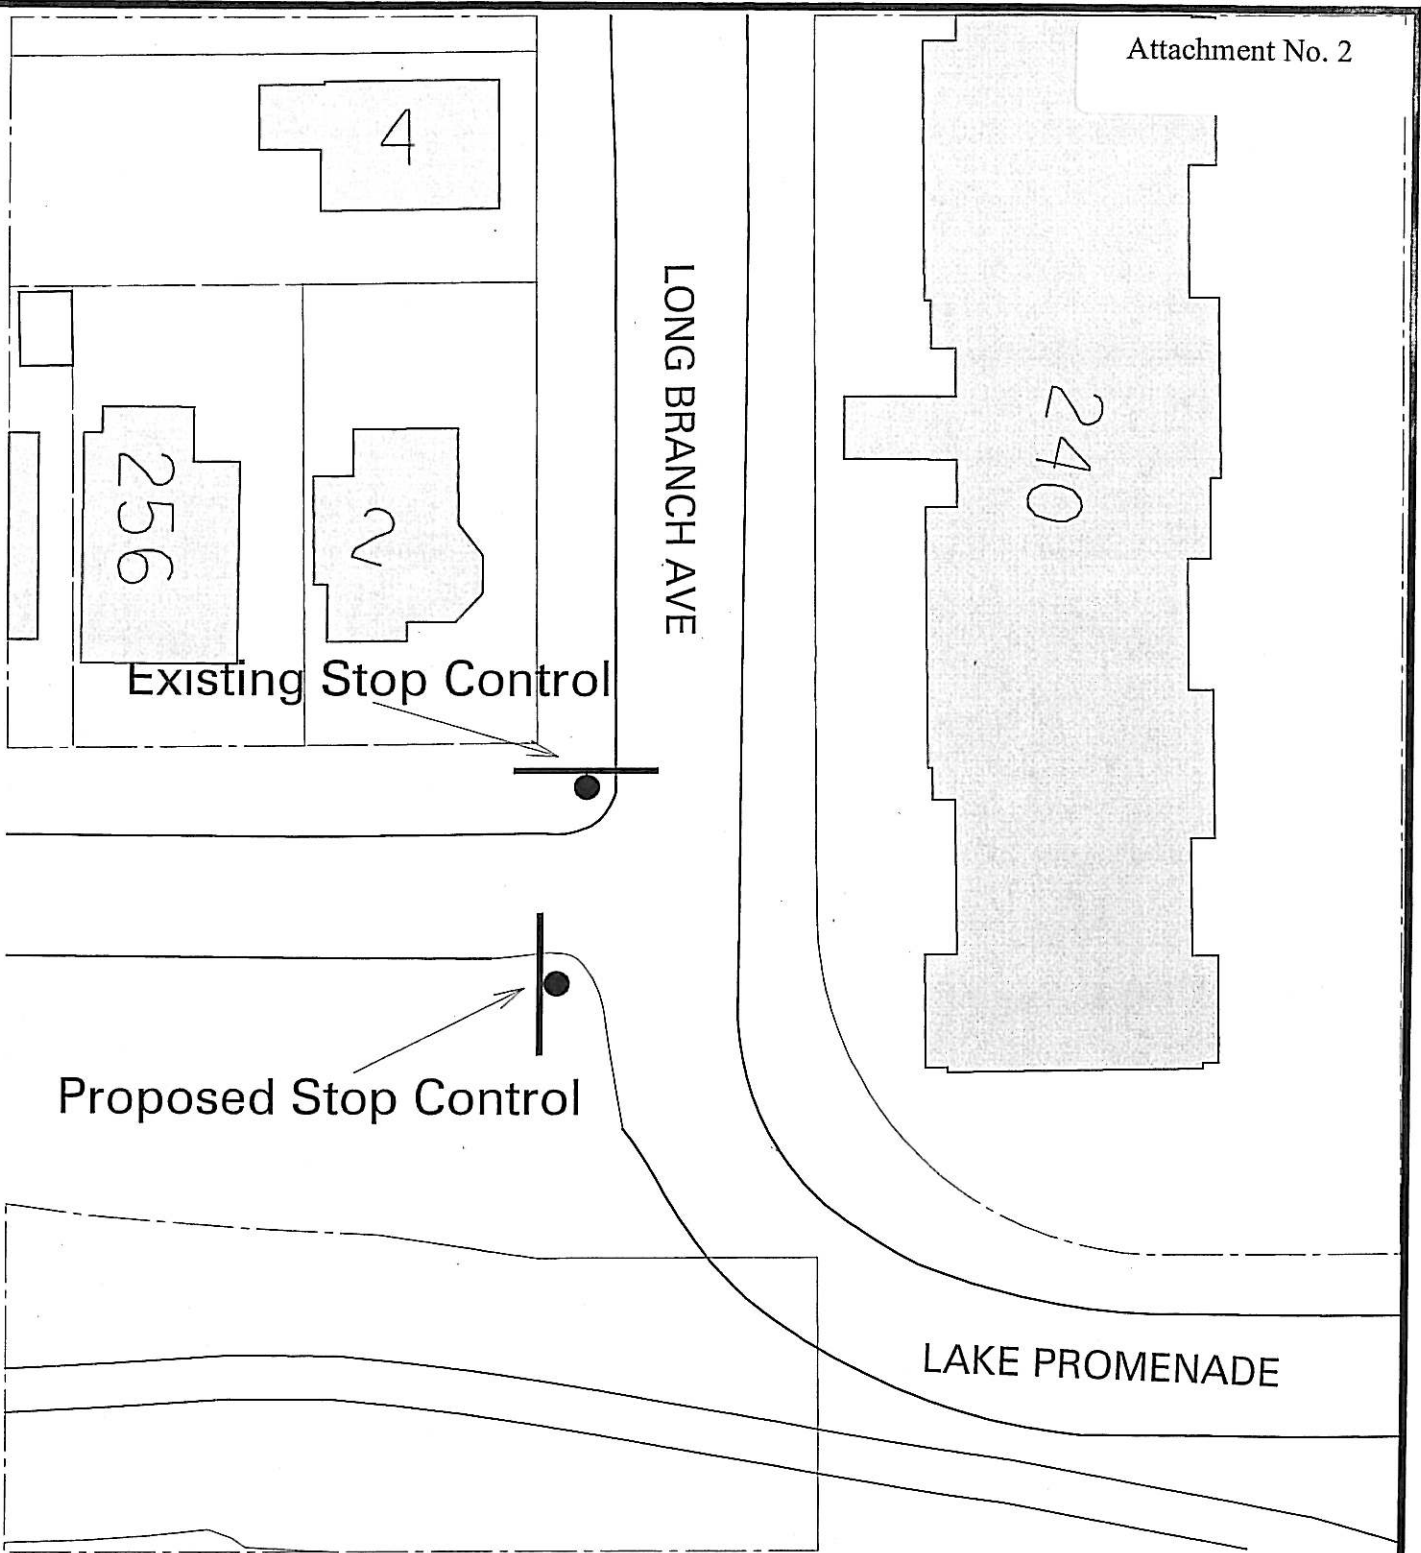 Attachment No. 2
4
LONG BRANCH AVE
240
256
2
Existing Stop Control
Proposed Stop Control
LAKE PROMENADE